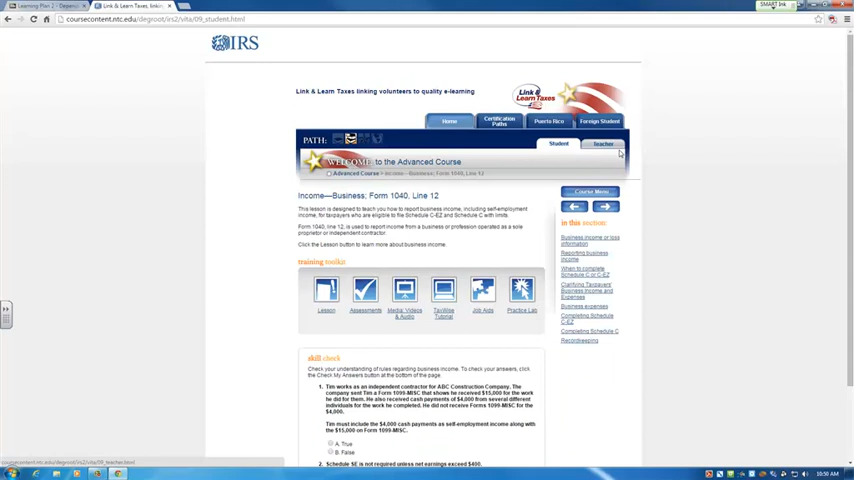 Learning Plan 2 - Depend
Link & Learn Taxes, linkin
SMART Ink
coursecontent.ntc.edu/degroot/irs2/vita/09_student.html
IRS
Link & Learn Taxes linking volunteers to quality e-learning
Link & Learn Taxes
Home
Certification Paths
Puerto Rico
Foreign Student
PATH:
Student
Teacher
WELCOME to the Advanced Course
Advanced Course > Income—Business; Form 1040, Line 12
Income—Business; Form 1040, Line 12
This lesson is designed to teach you how to report business income, including self-employment
income, for taxpayers who are eligible to file Schedule C-EZ and Schedule C with limits
Form 1040, line 12, is used to report income from a business or profession operated as a sole
proprietor or independent contractor.
Click the Lesson button to learn more about business income.
training toolkit
Lesson
Assessments
Media: Videos & Audio
TaxWise Tutorial
Job Aids
Practice Lab
Course Menu
in this section:
Business income or loss
information
Reporting business
income
When to complete
Schedule C or C-EZ
Clarifying Taxpayers'
Business Income and
Expenses
Business expenses
Completing Schedule
C-EZ
Completing Schedule C
Recordkeeping
skill check
Check your understanding of rules regarding business income. To check your answers, click
the Check My Answers button at the bottom of the page.
1. Tim works as an independent contractor for ABC Construction Company. The
company sent Tim a Form 1099-MISC that shows he received $15,000 for the work
he did for them. He also received cash payments of $4,000 from several different
individuals for the work he completed. He did not receive Forms 1099-MISC for the
$4,000.
Tim must include the $4,000 cash payments as self-employment income along with
the $15,000 on Form 1099-MISC.
A. True
B. False
2. Schedule SE is not required unless net earnings exceed $400.
coursecontent.ntc.edu/degroot/irs2/vita/09_teacher.html
10:50 AM